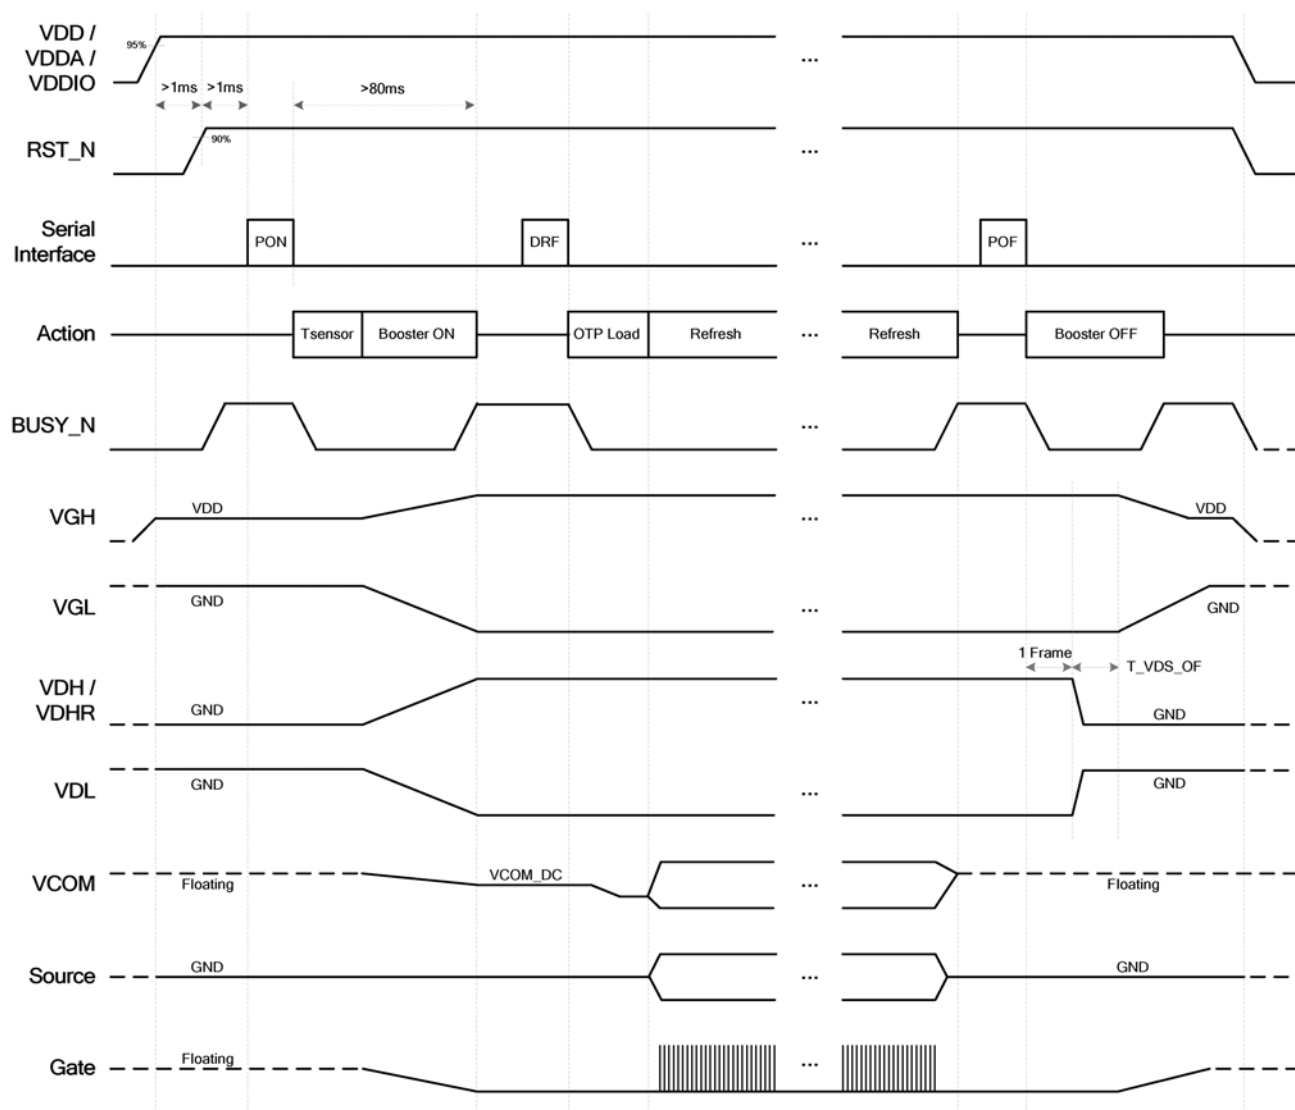 VDD /
VDDA /
VDDIO
95%
...
>1ms
>1ms
>80ms
RST_N
90%
...
Serial
Interface
PON
DRF
...
POF
Action
Tsensor
Booster ON
OTP Load
Refresh
...
Refresh
Booster OFF
BUSY_N
...
VGH
VDD
...
VDD
VGL
GND
...
GND
1 Frame
T_VDS_OF
VDH /
VDHR
GND
...
GND
VDL
GND
...
GND
VCOM
Floating
VCOM_DC
...
Floating
Source
GND
...
GND
Gate
Floating
...